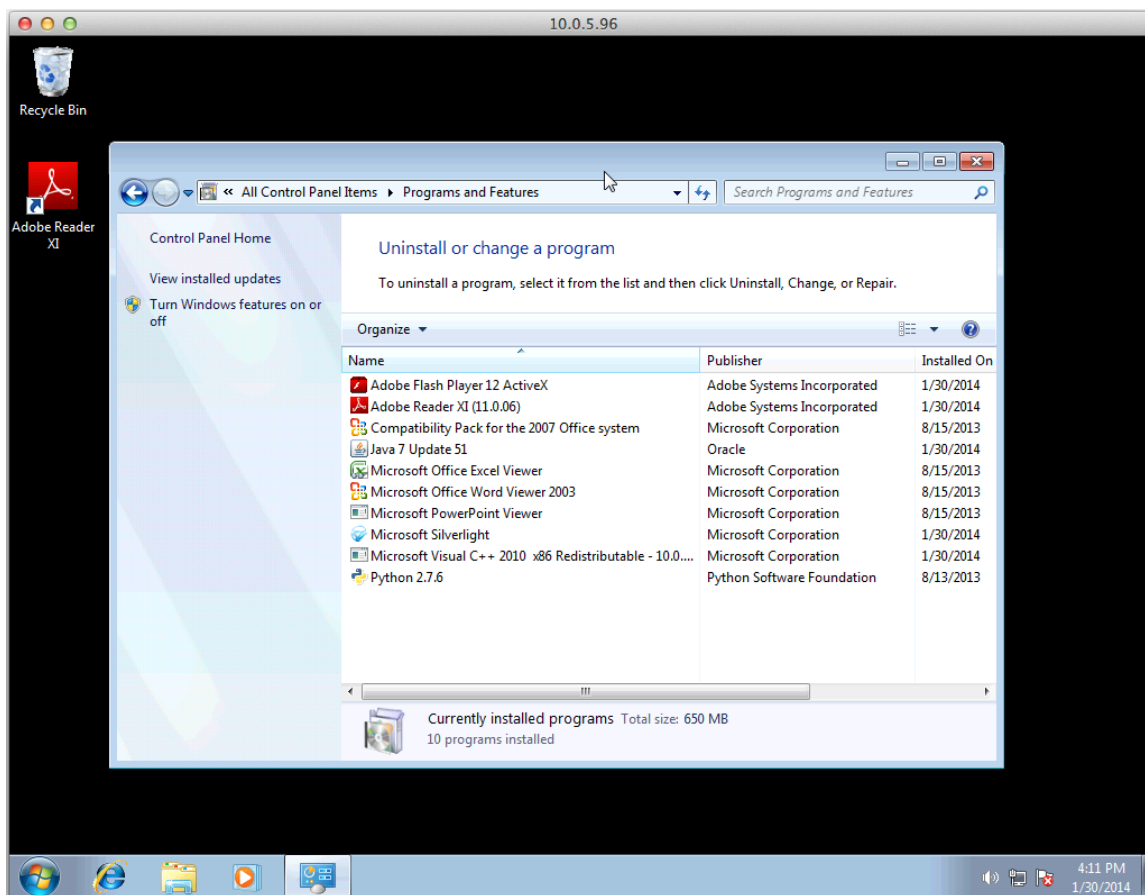 10.0.5.96
Recycle Bin
Adobe Reader
XI
« All Control Panel Items Programs and Features
Search Programs and Features
Control Panel Home
View installed updates
Turn Windows features on or
off
Uninstall or change a program
To uninstall a program, select it from the list and then click Uninstall, Change, or Repair.
Organize
Name Publisher Installed On
Adobe Flash Player 12 ActiveX Adobe Systems Incorporated 1/30/2014
Adobe Reader XI (11.0.06) Adobe Systems Incorporated 1/30/2014
Compatibility Pack for the 2007 Office system Microsoft Corporation 8/15/2013
Java 7 Update 51 Oracle 1/30/2014
Microsoft Office Excel Viewer Microsoft Corporation 8/15/2013
Microsoft Office Word Viewer 2003 Microsoft Corporation 8/15/2013
Microsoft PowerPoint Viewer Microsoft Corporation 8/15/2013
Microsoft Silverlight Microsoft Corporation 1/30/2014
Microsoft Visual C++ 2010 x86 Redistributable - 10.0.... Microsoft Corporation 1/30/2014
Python 2.7.6 Python Software Foundation 8/13/2013
Currently installed programs Total size: 650 MB
10 programs installed
4:11 PM
1/30/2014